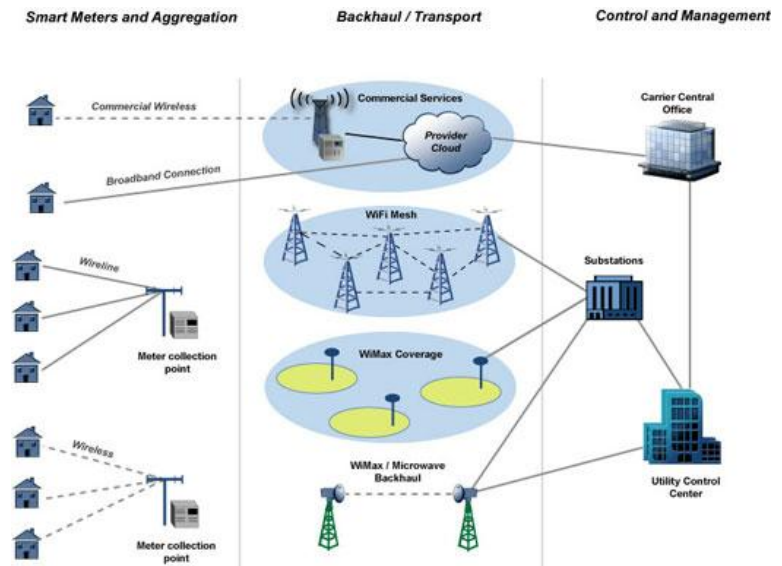 Smart Meters and Aggregation
Backhaul / Transport
Control and Management
Commercial Wireless
Commercial Services
Provider
Cloud
Carrier Central
Office
Broadband Connection
WiFi Mesh
Wireline
Substations
Meter collection
point
WiMax Coverage
Wireless
WiMax / Microwave
Backhaul
Utility Control
Center
Meter collection
point